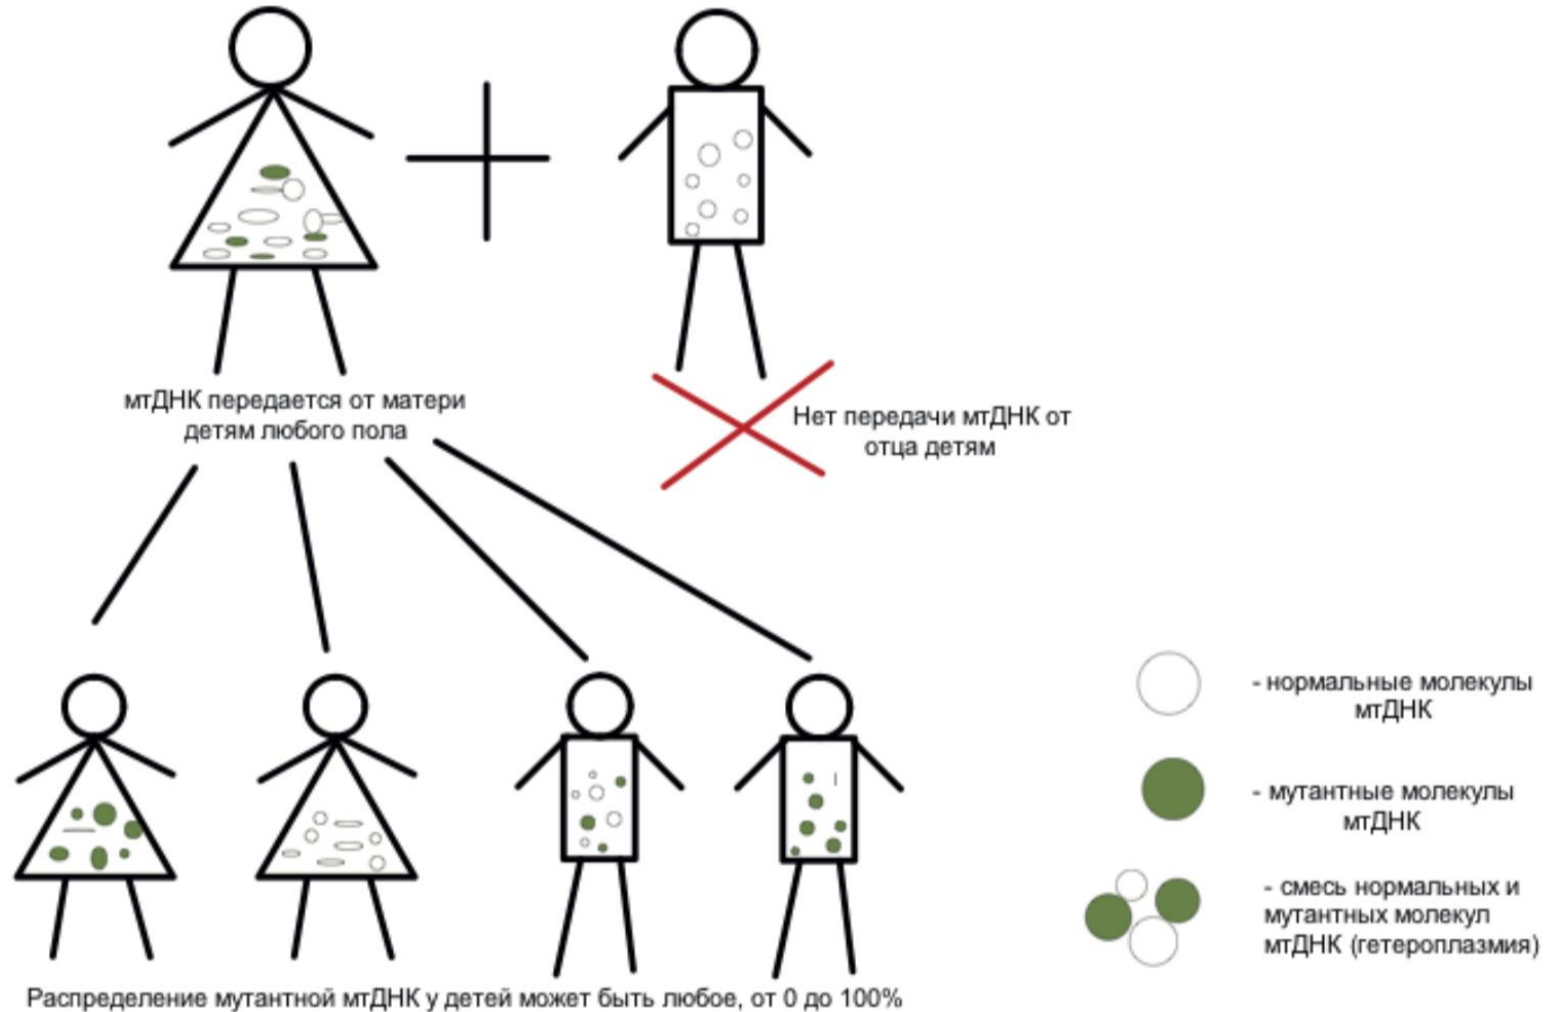 мтДНК передается от матери
детям любого пола
Нет передачи мтДНК от
отца детям
- нормальные молекулы
мтДНК
- мутантные молекулы
мтДНК
- смесь нормальных и
мутантных молекул
мтДНК (гетероплазмия)
Распределение мутантной мтДНК у детей может быть любое, от 0 до 100%